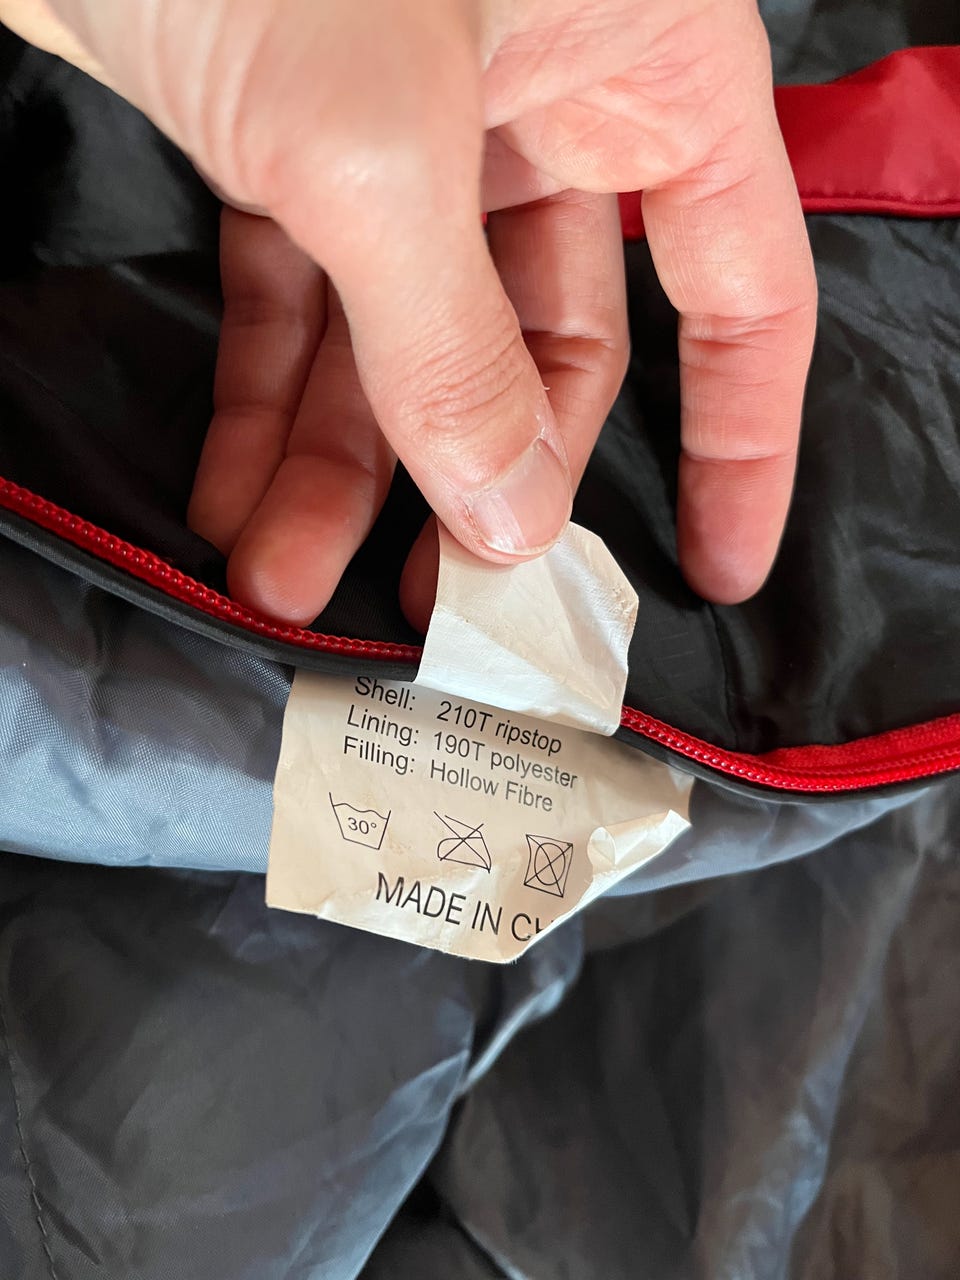 Shell: 210T ripstop
Lining: 190T polyester
Filling: Hollow Fibre
30°
MADE IN